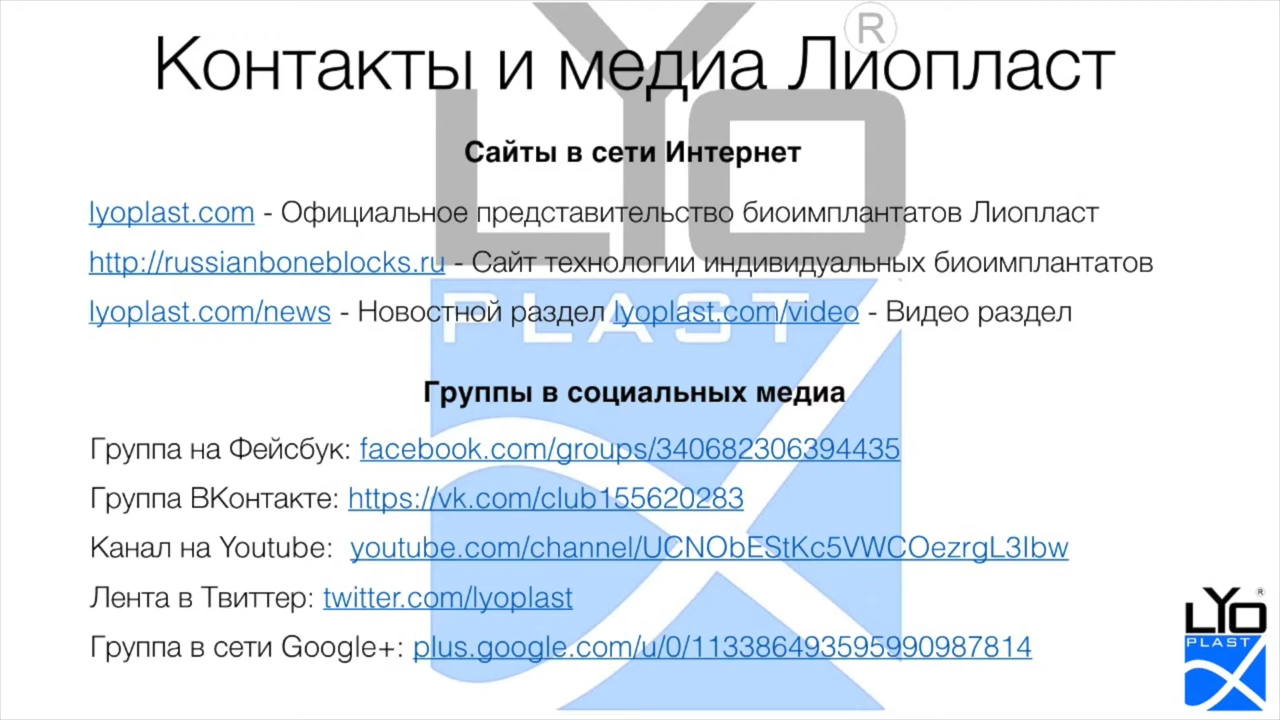 Контакты и медиа Лиопласт
Сайты в сети Интернет
lyoplast.com - Официальное представительство биоимплантатов Лиопласт
http://russianboneblocks.ru - Сайт технологии индивидуальных биоимплантатов
lyoplast.com/news - Новостной раздел lyoplast.com/video - Видео раздел
Группы в социальных медиа
Группа на Фейсбук: facebook.com/groups/340682306394435
Группа ВКонтакте: https://vk.com/club155620283
Канал на Youtube: youtube.com/channel/UCNObEStKc5VWCOezrgL3Ibw
Лента в Твиттер: twitter.com/lyoplast
Группа в сети Google+: plus.google.com/u/0/113386493595990987814
LYO ®
PLAST
LYO ®
PLAST